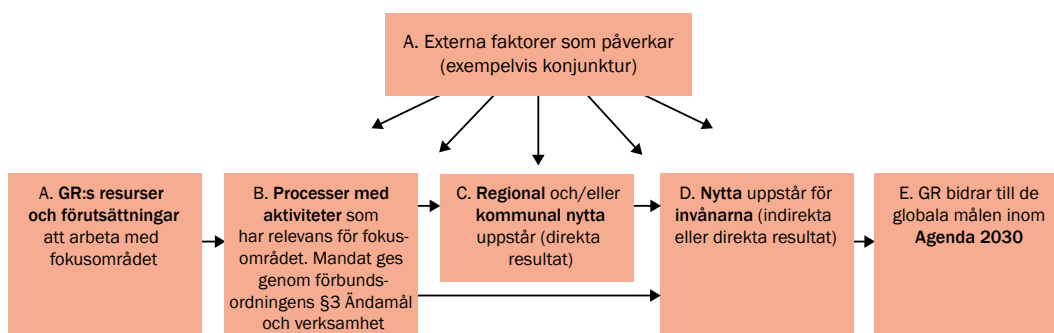 A. Externa faktorer som påverkar
(exempelvis konjunktur)
A. GR:s resurser
och förutsättningar
att arbeta med
fokusområdet
B. Processer med
aktiviteter som
har relevans för fokus-
området. Mandat ges
genom förbunds-
ordningens §3 Ändamål
och verksamhet
C. Regional och/eller
kommunal nytta
uppstår (direkta
resultat)
D. Nytta uppstår för
invånarna (indirekta
eller direkta resultat)
E. GR bidrar till de
globala målen inom
Agenda 2030